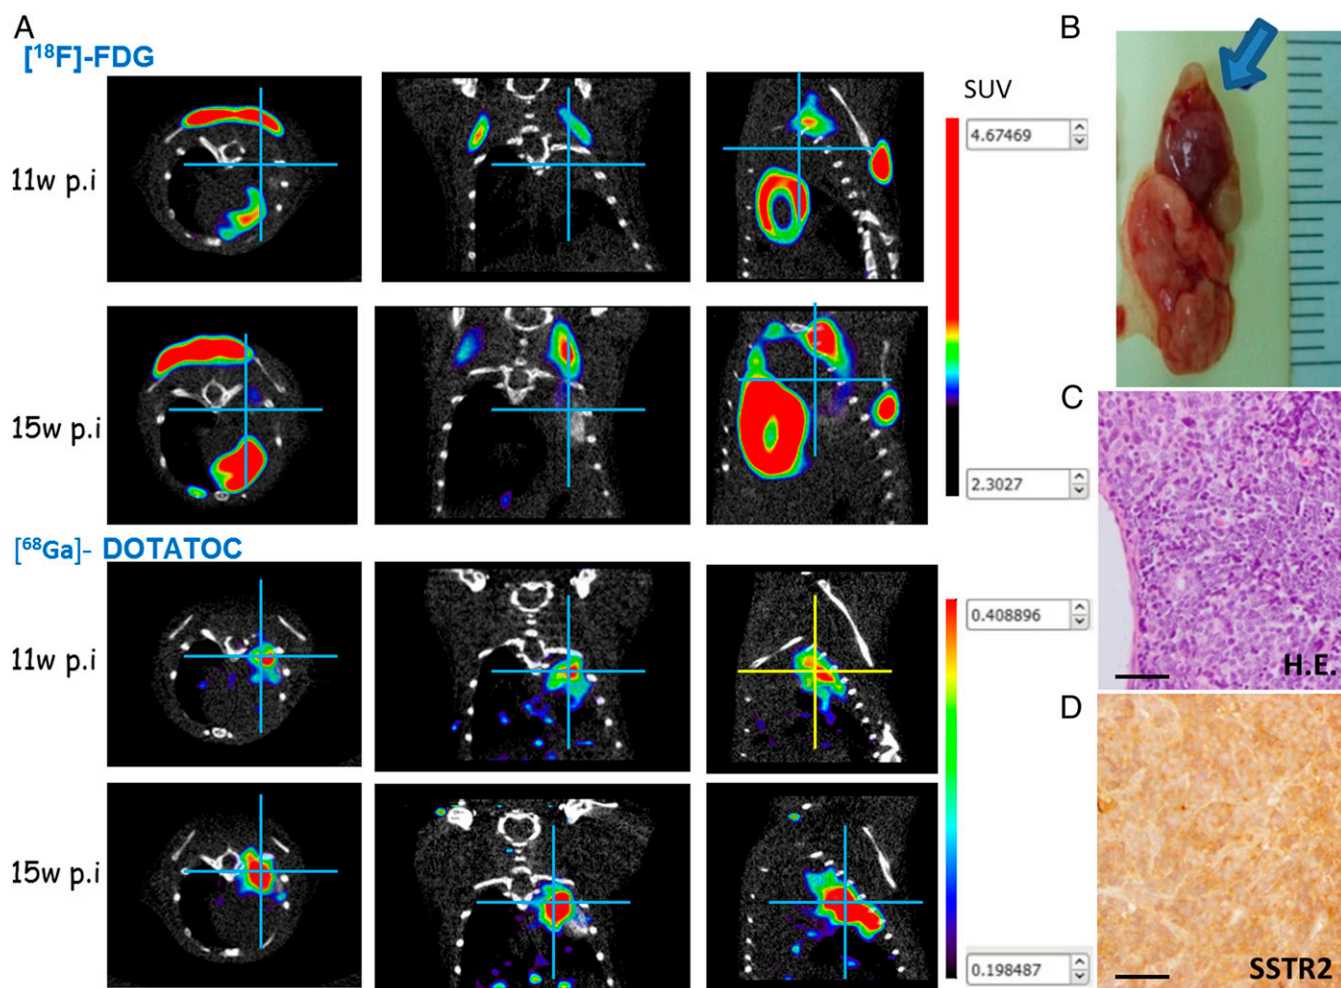 A
[18F]-FDG
11w p.i
15w p.i
[68Ga]- DOTATOC
11w p.i
15w p.i
SUV
4.67469
2.3027
0.408896
0.198487
B
C
H.E.
D
SSTR2